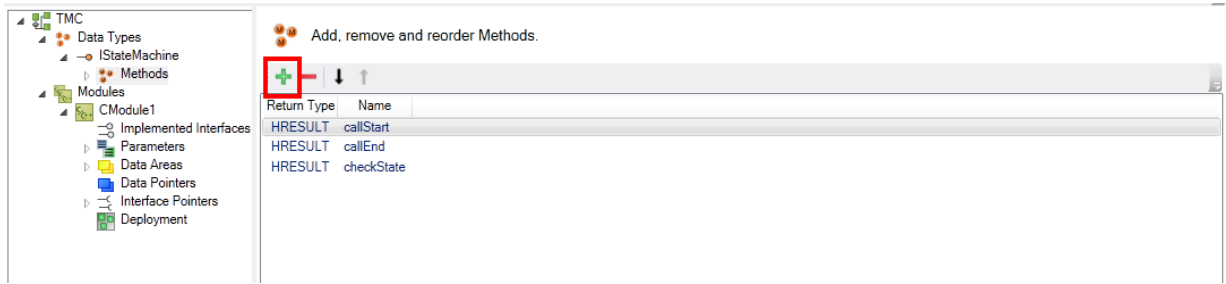 TMC
Data Types
IStateMachine
Methods
Modules
CModule1
Implemented Interfaces
Parameters
Data Areas
Data Pointers
Interface Pointers
Deployment
Add, remove and reorder Methods.
Return Type Name
HRESULT callStart
HRESULT callEnd
HRESULT checkState